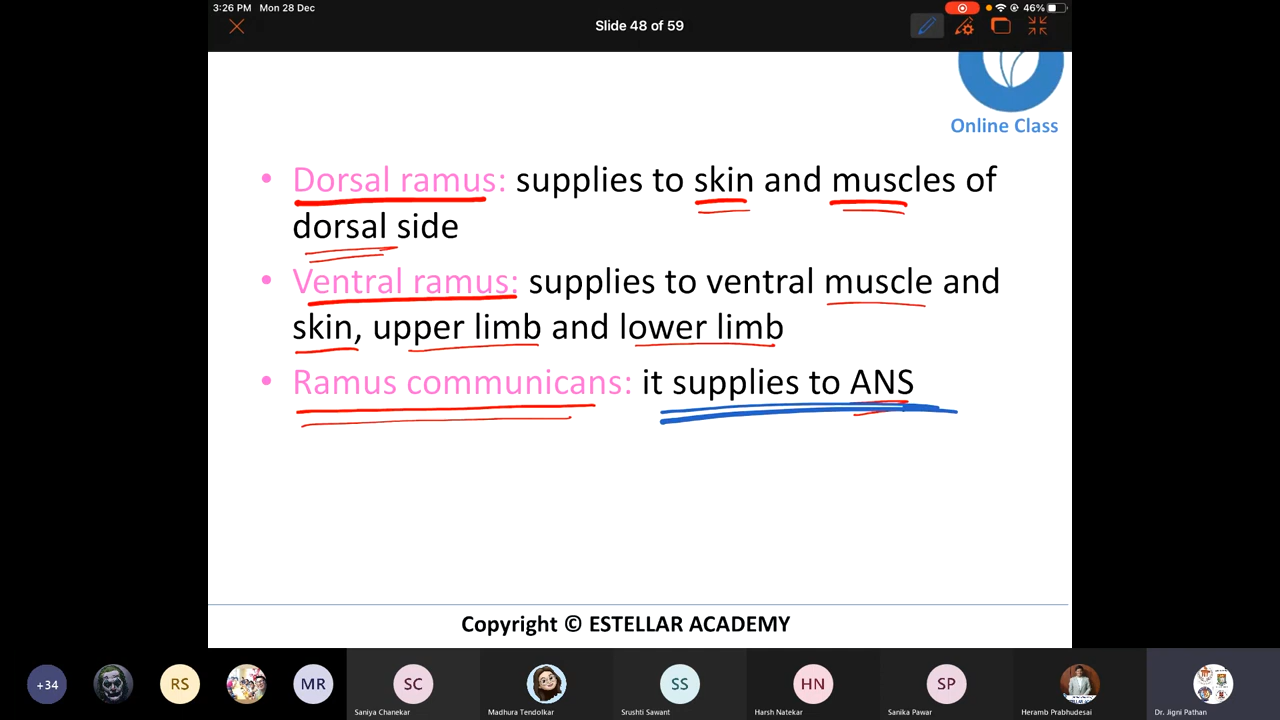 3:26 PM Mon 28 Dec
46%
Slide 48 of 59
Online Class
• Dorsal ramus: supplies to skin and muscles of
dorsal side
• Ventral ramus: supplies to ventral muscle and
skin, upper limb and lower limb
• Ramus communicans: it supplies to ANS
Copyright © ESTELLAR ACADEMY
+34 RS MR SC SS HN SP
Saniya Chanekar Madhura Tendolkar Srushti Sawant Harsh Natekar Sanika Pawar Heramb Prabhudesai Dr. Jigni Pathan